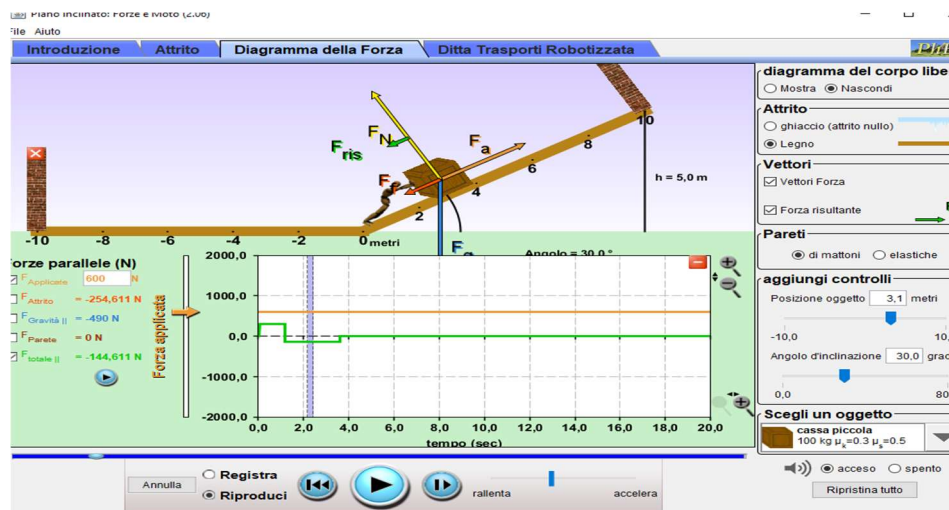 Piano Inclinato: Forze e Moto (2.06)
File Aiuto
Introduzione Attrito Diagramma della Forza Ditta Trasporti Robotizzata
diagramma del corpo libe
Mostra Nascondi
Attrito
ghiaccio (attrito nullo)
Legno
Vettori
Vettori Forza
Forza risultante
Pareti
di mattoni elastiche
aggiungi controlli
Posizione oggetto 3,1 metri
-10,0 10,
Angolo d'inclinazione 30,0 grad
0,0 80
Scegli un oggetto
cassa piccola
100 kg μk=0.3 μs=0.5
acceso spento
Ripristina tutto
FN
Fris
Fa
Ff
Fg
h = 5,0 m
Angolo = 30,0 °
-10 -8 -6 -4 -2 0 metri 2 4 6 8 10
Forze parallele (N)
FApplicata 600 N
FAttrito = -254,611 N
FGravità || = -490 N
FParete = 0 N
Ftotale || = -144,611 N
Forza applicata
2000,0
1000,0
0,0
-1000,0
-2000,0
0,0 2,0 4,0 6,0 8,0 10,0 12,0 14,0 16,0 18,0 20,0
tempo (sec)
Annulla
Registra
Riproduci
rallenta accelera